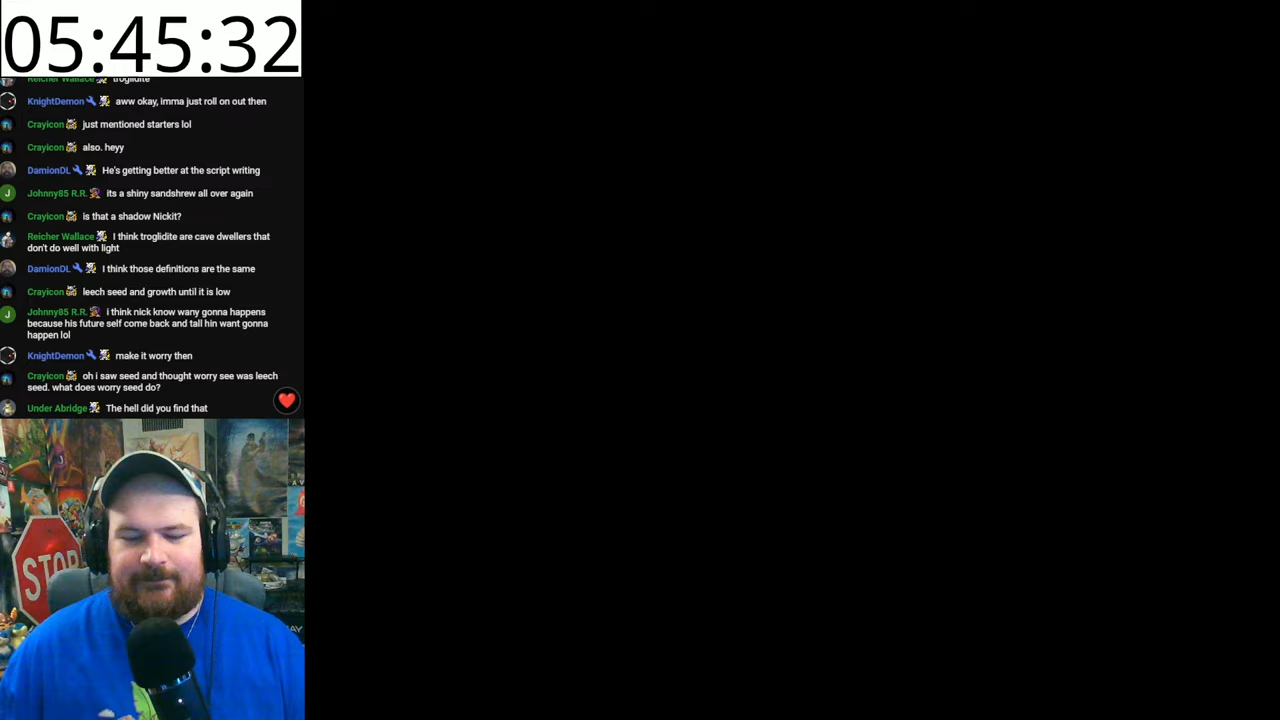 05:45:32
Reicher Wallace troglidite
KnightDemon aww okay, imma just roll on out then
Crayicon just mentioned starters lol
Crayicon also. heyy
DamionDL He's getting better at the script writing
J Johnny85 R.R. its a shiny sandshrew all over again
Crayicon is that a shadow Nickit?
Reicher Wallace I think troglidite are cave dwellers that
don't do well with light
DamionDL I think those definitions are the same
Crayicon leech seed and growth until it is low
J Johnny85 R.R. i think nick know wany gonna happens
because his future self come back and tall hin want gonna
happen lol
KnightDemon make it worry then
Crayicon oh i saw seed and thought worry see was leech
seed. what does worry seed do?
Under Abridge The hell did you find that
STOP